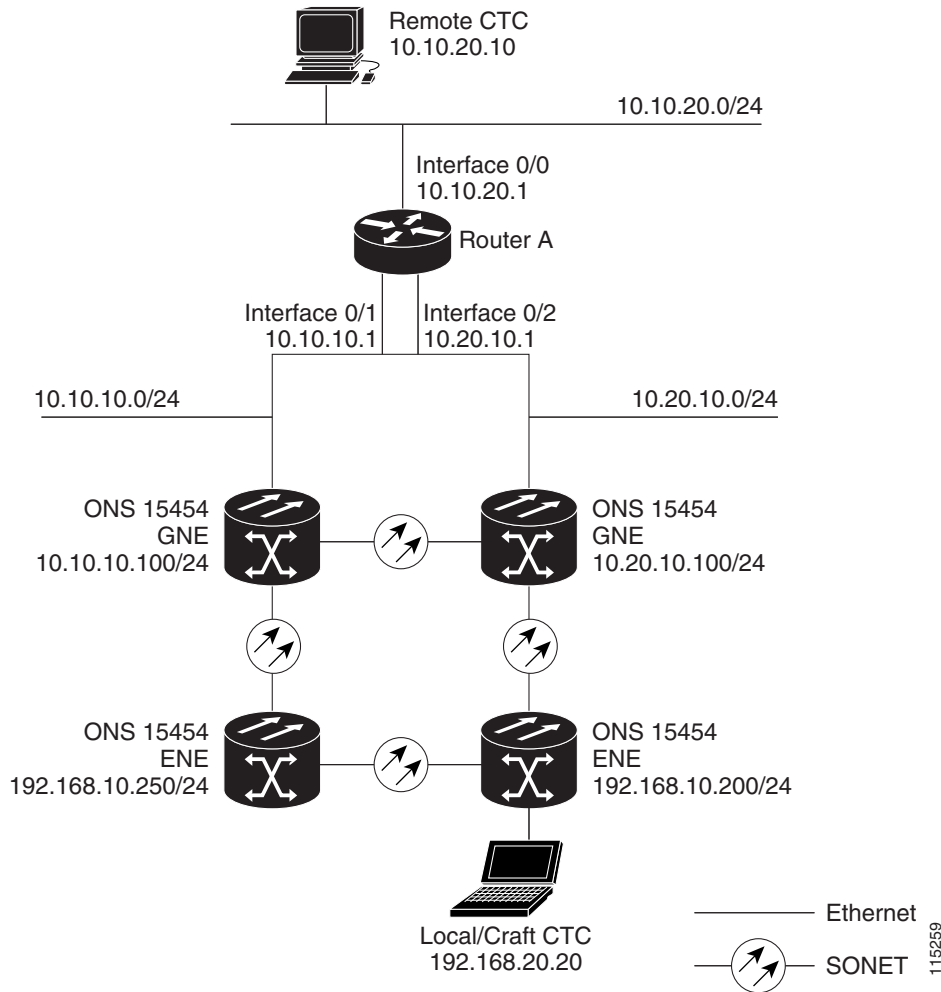 Remote CTC
10.10.20.10
10.10.20.0/24
Interface 0/0
10.10.20.1
Router A
Interface 0/1
10.10.10.1
Interface 0/2
10.20.10.1
10.10.10.0/24
10.20.10.0/24
ONS 15454
GNE
10.10.10.100/24
ONS 15454
GNE
10.20.10.100/24
ONS 15454
ENE
192.168.10.250/24
ONS 15454
ENE
192.168.10.200/24
Local/Craft CTC
192.168.20.20
Ethernet
SONET
115259